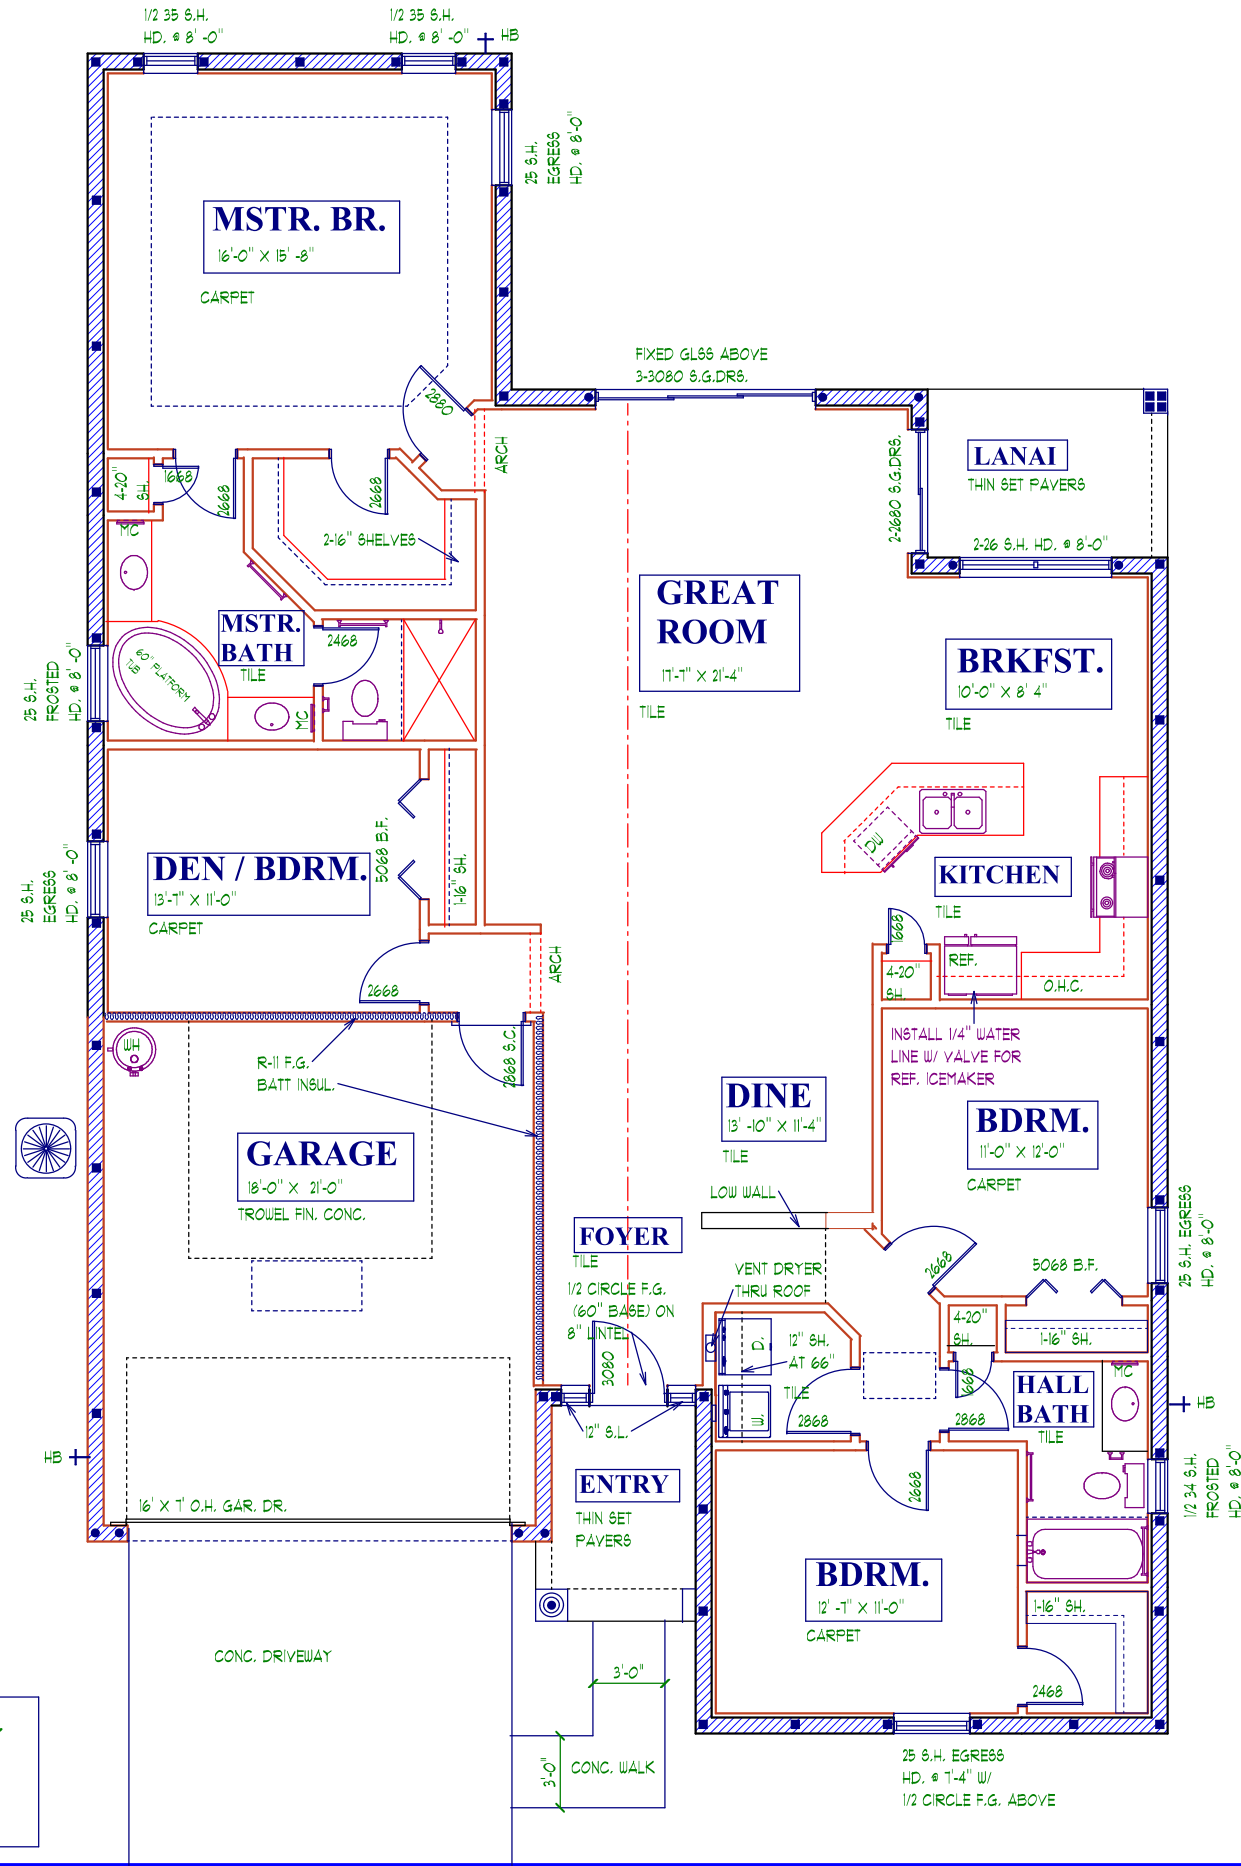 1/2 35 S.H.
HD. @ 8' -0"
1/2 35 S.H.
HD. @ 8' -0"
HB
25 S.H.
EGRESS
HD. @ 8'-0"
MSTR. BR.
16'-0" X 15' -8"
CARPET
FIXED GLSS ABOVE
3-3080 S.G.DRS.
2880
ARCH
LANAI
THIN SET PAVERS
2-2680 S.G.DRS.
2-26 S.H. HD. @ 8'-0"
4-20"
SH.
1668
2668
2668
MC
2-16" SHELVES
GREAT
ROOM
17'-7" X 21'-4"
TILE
MSTR.
BATH
TILE
2468
60" PLATFORM
TUB
MC
25 S.H.
FROSTED
HD. @ 8' -0"
BRKFST.
10'-0" X 8' 4"
TILE
DW
KITCHEN
TILE
DEN / BDRM.
13'-7" X 11'-0"
CARPET
5068 B.F.
1-16" SH.
25 S.H.
EGRESS
HD. @ 8' -0"
1668
REF.
4-20"
SH.
O.H.C.
ARCH
2668
INSTALL 1/4" WATER
LINE W/ VALVE FOR
REF. ICEMAKER
WH
R-11 F.G.
BATT INSUL.
2868 S.C.
DINE
13' -10" X 11'-4"
TILE
BDRM.
11'-0" X 12'-0"
CARPET
GARAGE
18'-0" X 21'-0"
TROWEL FIN. CONC.
LOW WALL
FOYER
TILE
25 S.H. EGRESS
HD. @ 8'-0"
2668
5068 B.F.
VENT DRYER
THRU ROOF
1/2 CIRCLE F.G.
(60" BASE) ON
8" LINTEL
3080
4-20"
SH.
1-16" SH.
D.
12" SH.
AT 66"
TILE
W.
2868
1668
2868
HALL
BATH
TILE
MC
HB
12" S.L.
HB
ENTRY
THIN SET
PAVERS
2668
1/2 34 S.H.
FROSTED
HD. @ 8'-0"
16' X 7' O.H. GAR. DR.
BDRM.
12' -7" X 11'-0"
CARPET
1-16" SH.
2468
CONC. DRIVEWAY
3'-0"
3'-0"
CONC. WALK
25 S.H. EGRESS
HD. @ 7'-4" W/
1/2 CIRCLE F.G. ABOVE